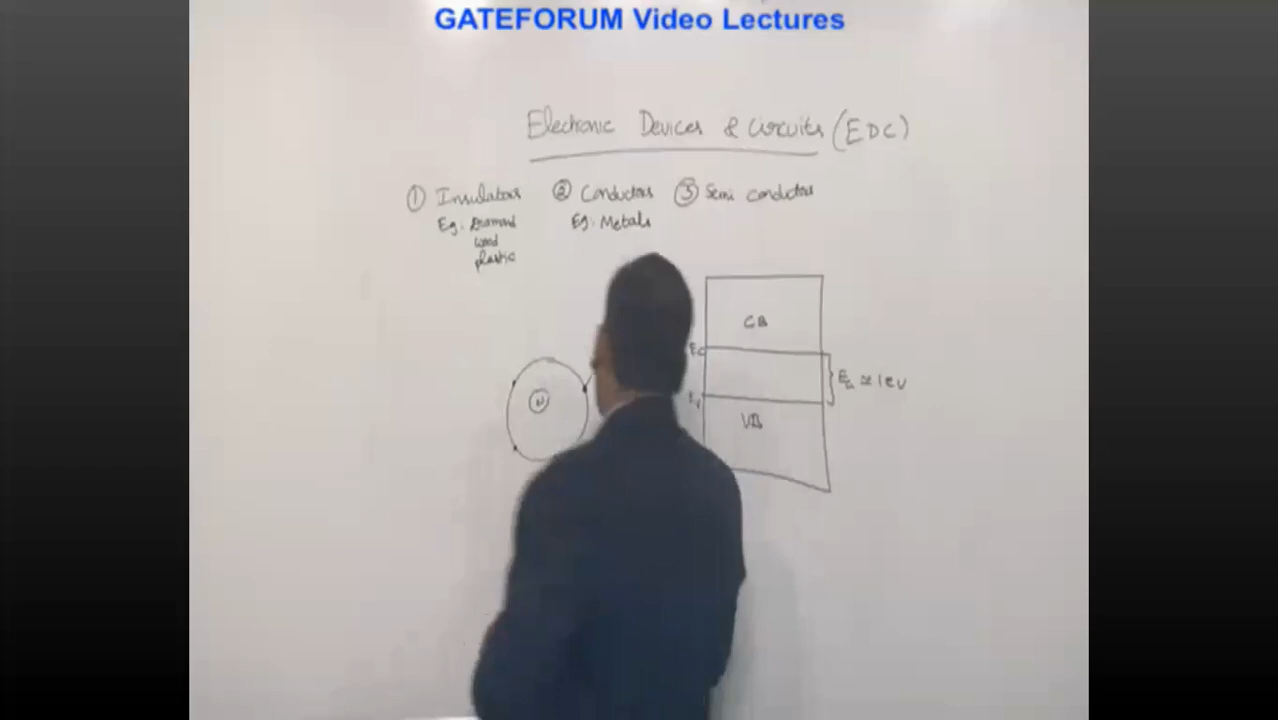 GATEFORUM Video Lectures
Electronic Devices & Circuits (EDC)
① Insulators ② Conductors ③ Semi conductors
Eg: Diamond Eg: Metals
wood
plastic
CB
Ec
EG ≃ 1eV
N
Ev
VB